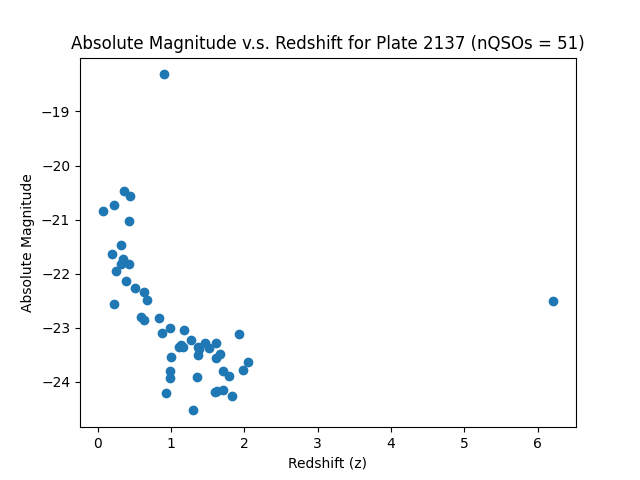 Absolute Magnitude v.s. Redshift for Plate 2137 (nQSOs = 51)
−19
−20
−21
−22
−23
−24
Absolute Magnitude
0 1 2 3 4 5 6
Redshift (z)